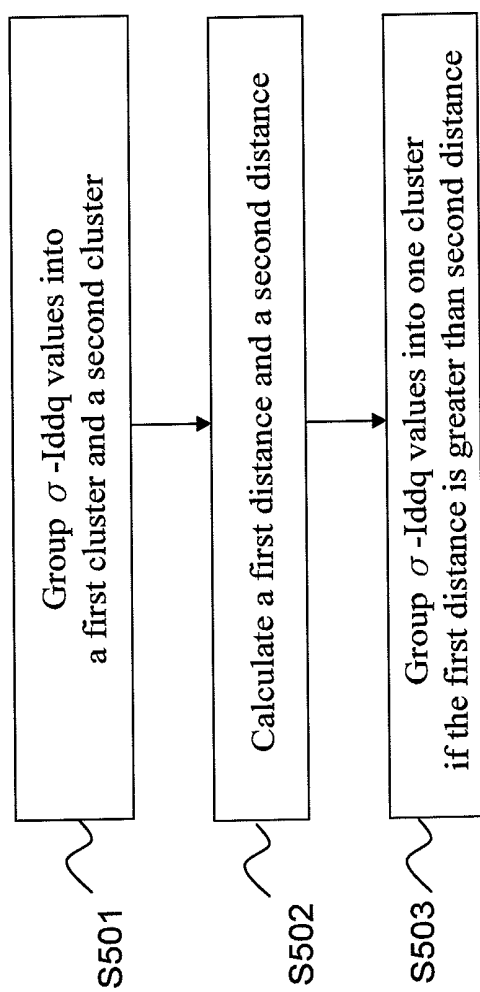 Group σ -Iddq values into
a first cluster and a second cluster
S501
Calculate a first distance and a second distance
S502
Group σ -Iddq values into one cluster
if the first distance is greater than second distance
S503